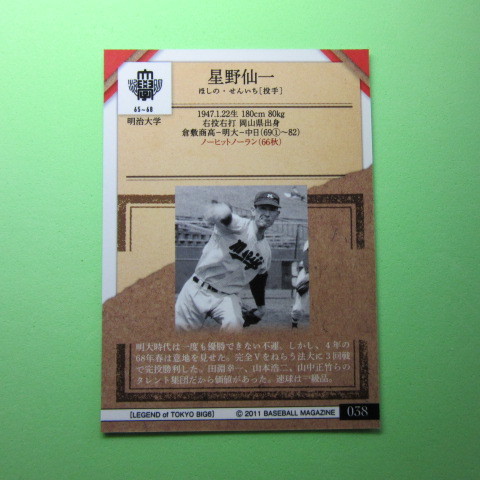 大學
65~68
明治大学
星野仙一
ほしの・せんいち[投手]
1947.1.22生 180cm 80kg
右投右打 岡山県出身
倉敷商高－明大－中日(69①～82)
ノーヒットノーラン(66秋)
明大時代は一度も優勝できない不運。しかし、4年の
68年春は意地を見せた。完全Vをねらう法大に3回戦
で完投勝利した。田淵幸一、山本浩二、山中正竹らの
タレント集団だから価値があった。速球は一級品。
[LEGEND of TOKYO BIG6]
© 2011 BASEBALL MAGAZINE
038